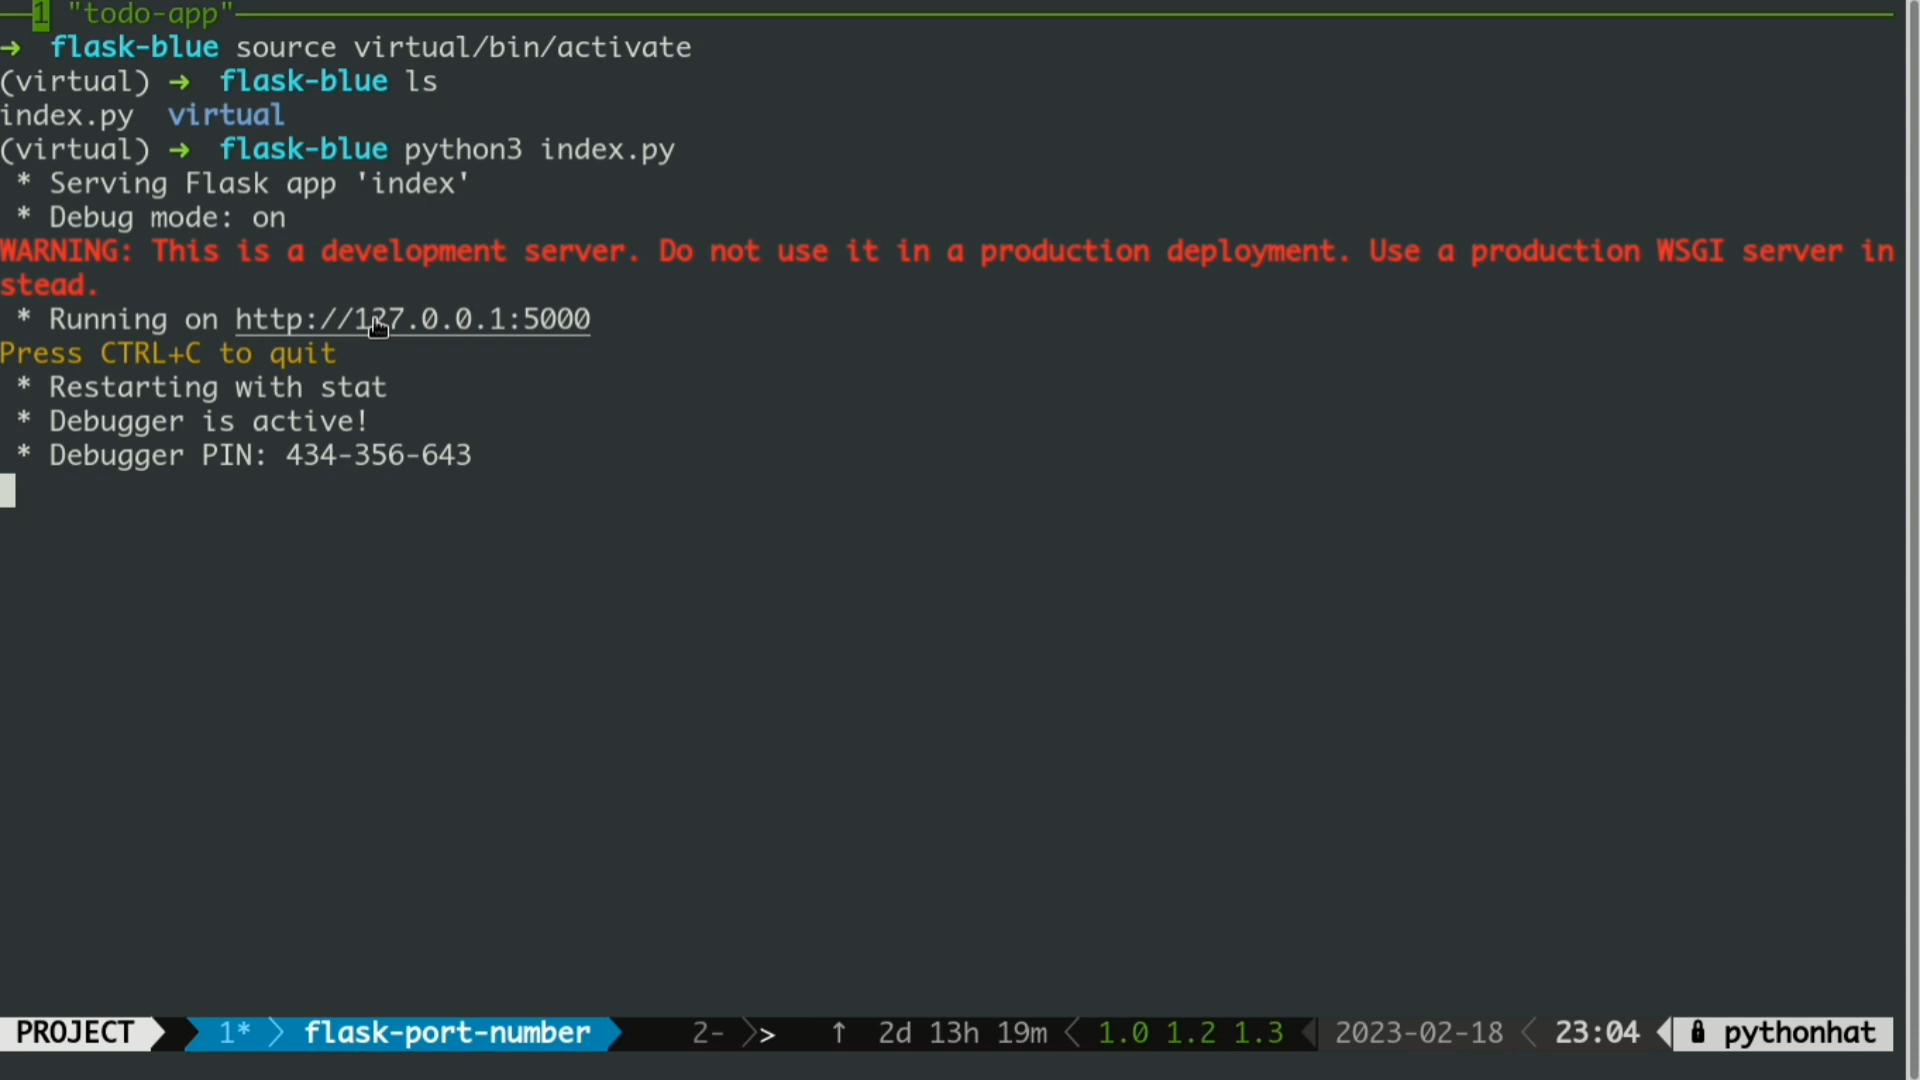 1 "todo-app"
→ flask-blue source virtual/bin/activate
(virtual) → flask-blue ls
index.py virtual
(virtual) → flask-blue python3 index.py
* Serving Flask app 'index'
* Debug mode: on
WARNING: This is a development server. Do not use it in a production deployment. Use a production WSGI server in
stead.
* Running on http://127.0.0.1:5000
Press CTRL+C to quit
* Restarting with stat
* Debugger is active!
* Debugger PIN: 434-356-643
PROJECT 1* flask-port-number 2- > ↑ 2d 13h 19m 1.0 1.2 1.3 2023-02-18 23:04 pythonhat